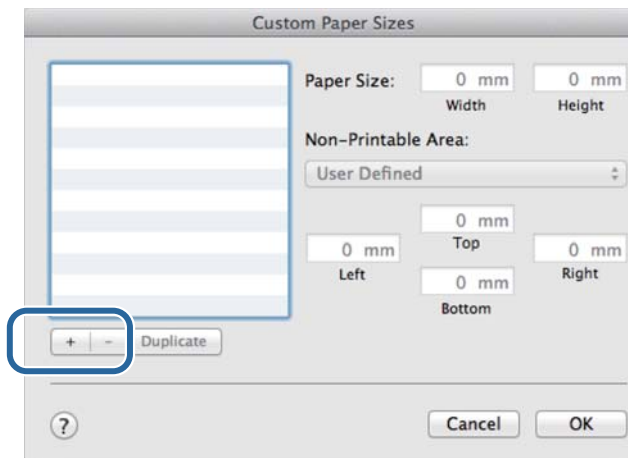 Custom Paper Sizes
Paper Size: 0 mm 0 mm
Width Height
Non-Printable Area:
User Defined
0 mm
Top
0 mm 0 mm
Left Right
0 mm
Bottom
+ - Duplicate
? Cancel OK